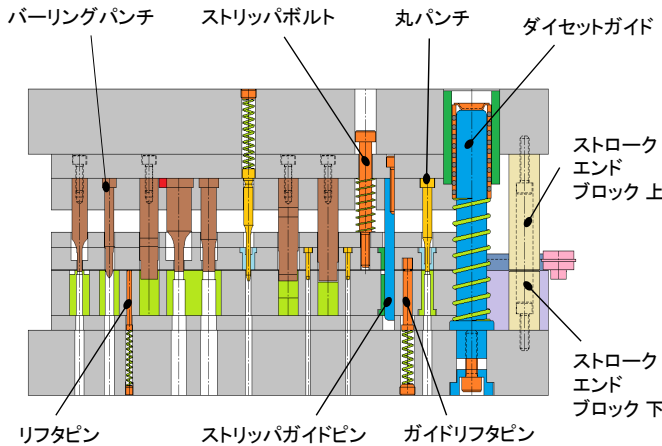 バーリングパンチ
ストリッパボルト
丸パンチ
ダイセットガイド
ストローク
エンド
ブロック上
ストローク
エンド
ブロック下
リフタピン
ストリッパガイドピン
ガイドリフタピン